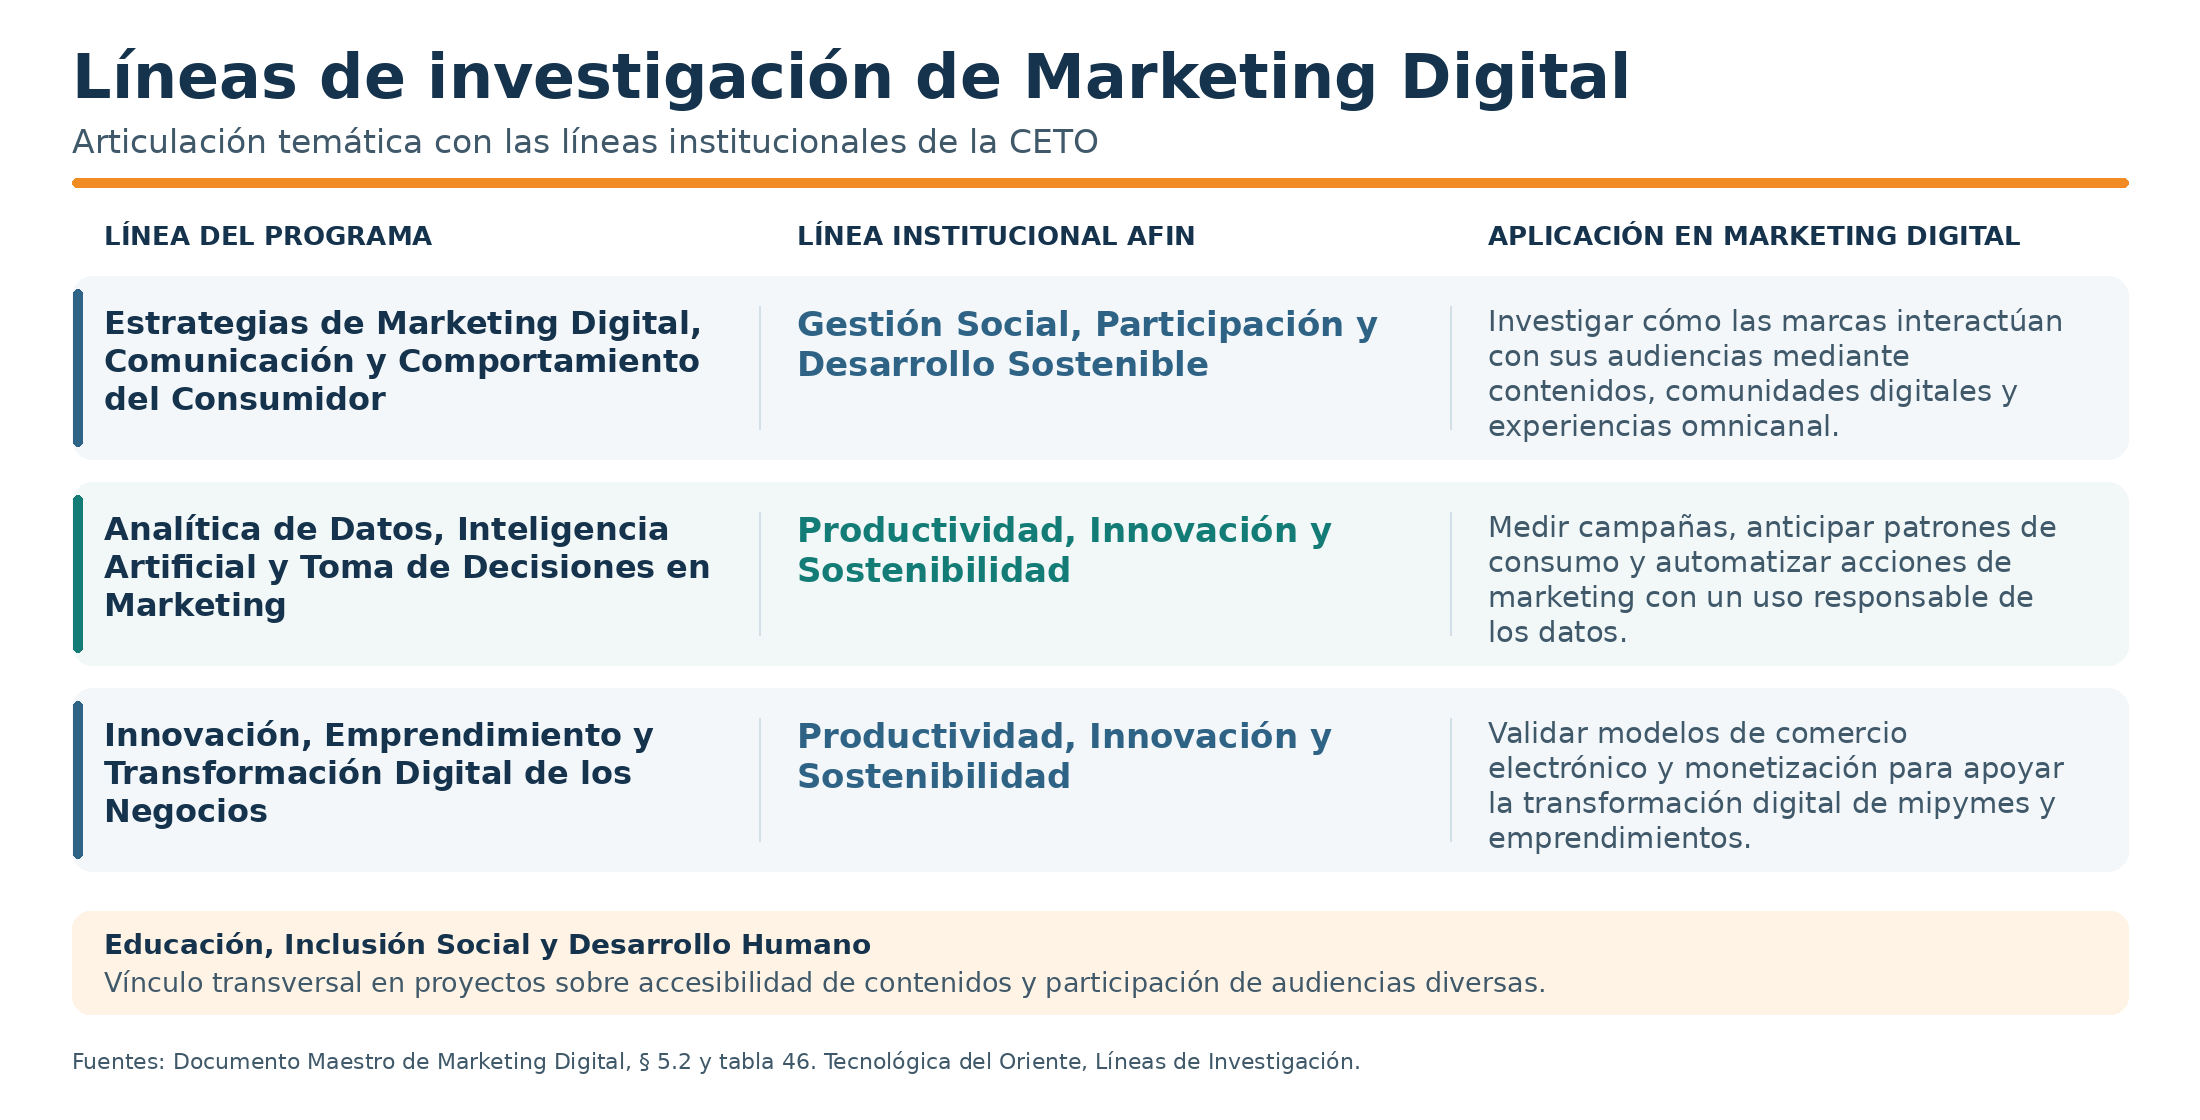 Líneas de investigación de Marketing Digital
Articulación temática con las líneas institucionales de la CETO
LÍNEA DEL PROGRAMA
LÍNEA INSTITUCIONAL AFIN
APLICACIÓN EN MARKETING DIGITAL
Estrategias de Marketing Digital,
Comunicación y Comportamiento
del Consumidor
Gestión Social, Participación y
Desarrollo Sostenible
Investigar cómo las marcas interactúan
con sus audiencias mediante
contenidos, comunidades digitales y
experiencias omnicanal.
Analítica de Datos, Inteligencia
Artificial y Toma de Decisiones en
Marketing
Productividad, Innovación y
Sostenibilidad
Medir campañas, anticipar patrones de
consumo y automatizar acciones de
marketing con un uso responsable de
los datos.
Innovación, Emprendimiento y
Transformación Digital de los
Negocios
Productividad, Innovación y
Sostenibilidad
Validar modelos de comercio
electrónico y monetización para apoyar
la transformación digital de mipymes y
emprendimientos.
Educación, Inclusión Social y Desarrollo Humano
Vínculo transversal en proyectos sobre accesibilidad de contenidos y participación de audiencias diversas.
Fuentes: Documento Maestro de Marketing Digital, § 5.2 y tabla 46. Tecnológica del Oriente, Líneas de Investigación.